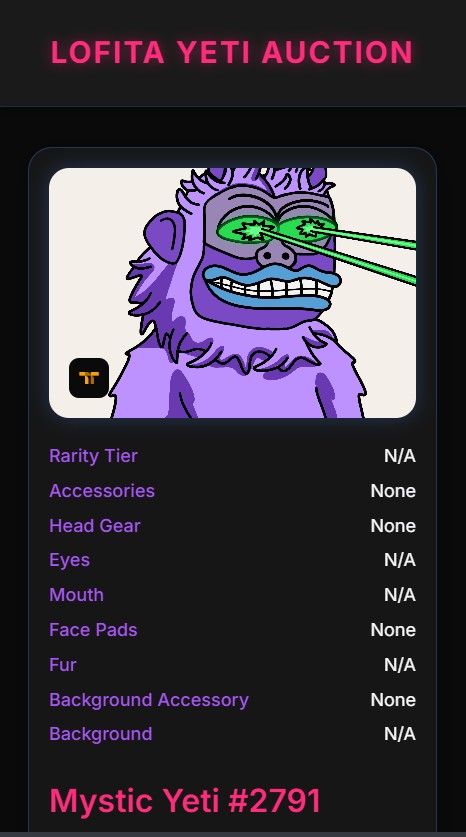 LOFITA YETI AUCTION
Rarity Tier N/A
Accessories None
Head Gear None
Eyes N/A
Mouth N/A
Face Pads None
Fur N/A
Background Accessory None
Background N/A
Mystic Yeti #2791